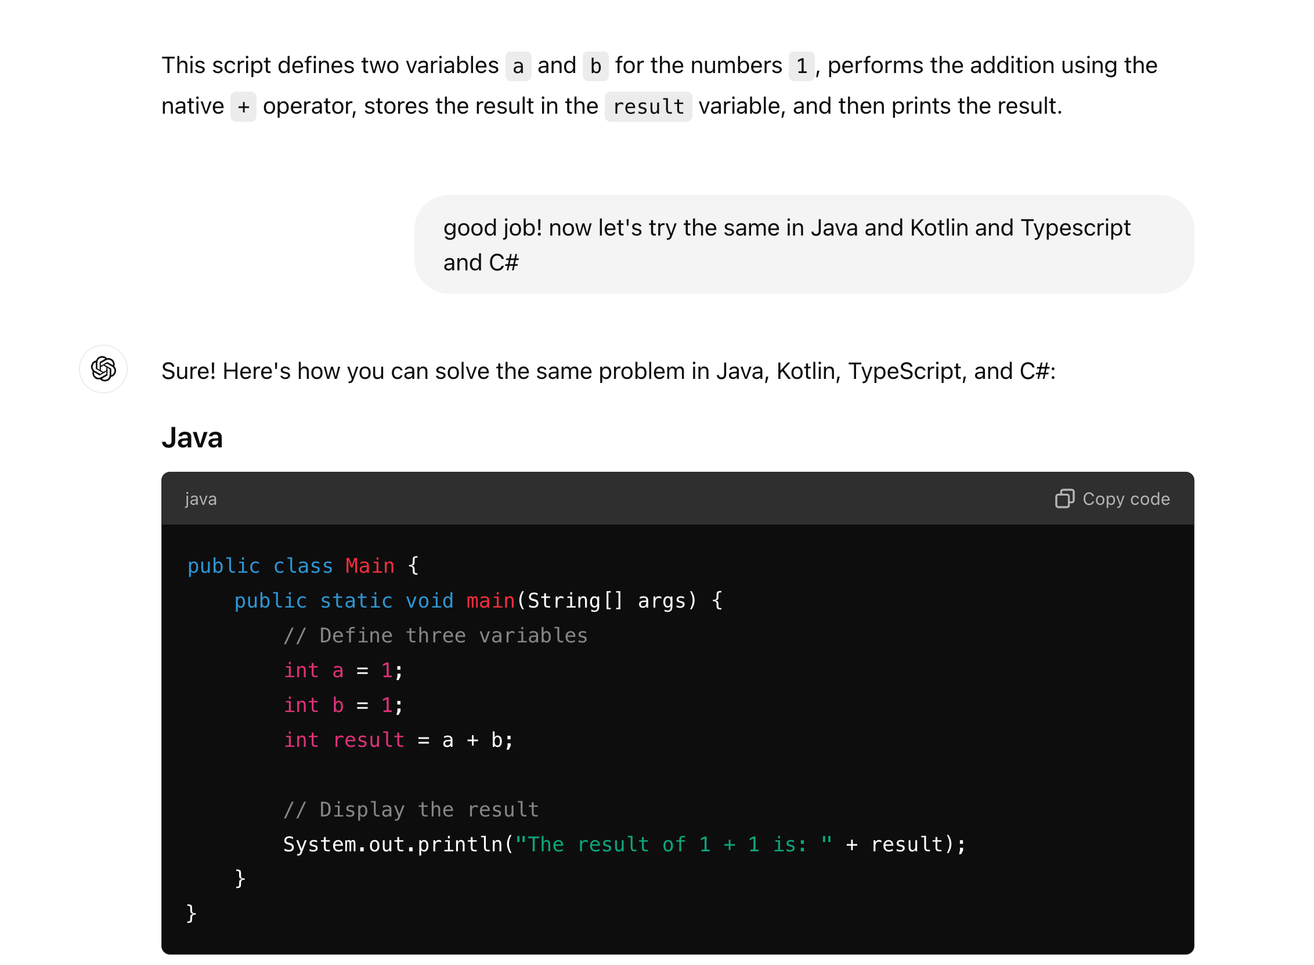 This script defines two variables a and b for the numbers 1, performs the addition using the
native + operator, stores the result in the result variable, and then prints the result.
good job! now let's try the same in Java and Kotlin and Typescript
and C#
Sure! Here's how you can solve the same problem in Java, Kotlin, TypeScript, and C#:
Java
java Copy code
public class Main {
    public static void main(String[] args) {
        // Define three variables
        int a = 1;
        int b = 1;
        int result = a + b;

        // Display the result
        System.out.println("The result of 1 + 1 is: " + result);
    }
}